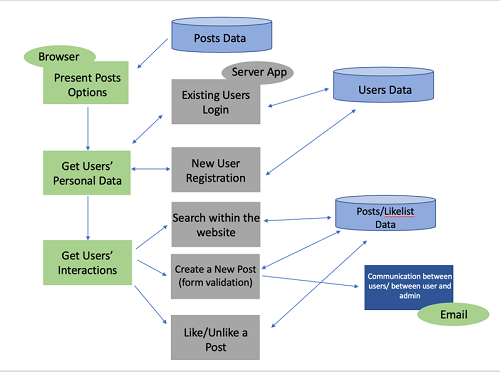 Posts Data
Browser
Present Posts
Options
Server App
Existing Users
Login
Users Data
Get Users'
Personal Data
New User
Registration
Search within the
website
Posts/Likelist
Data
Get Users'
Interactions
Create a New Post
(form validation)
Communication between
users/ between user and
admin
Email
Like/Unlike a
Post